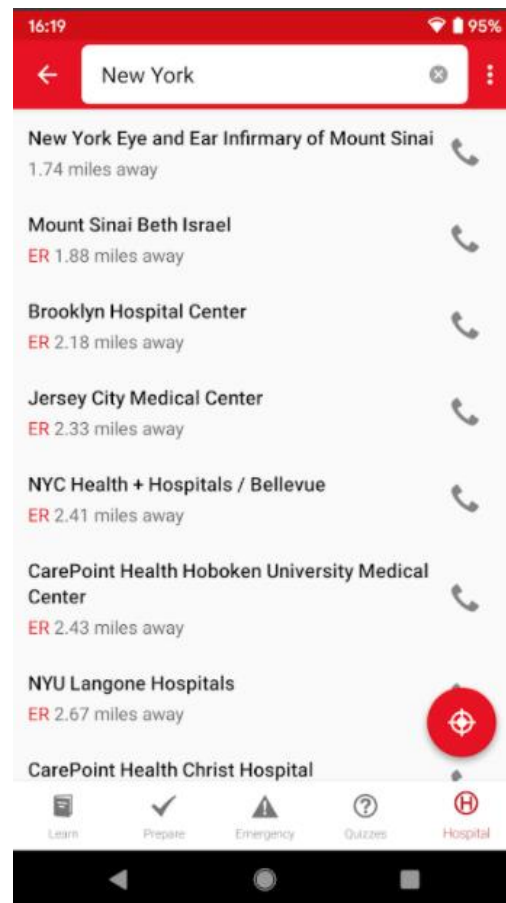 16:19
95%
New York
New York Eye and Ear Infirmary of Mount Sinai
1.74 miles away
Mount Sinai Beth Israel
ER 1.88 miles away
Brooklyn Hospital Center
ER 2.18 miles away
Jersey City Medical Center
ER 2.33 miles away
NYC Health + Hospitals / Bellevue
ER 2.41 miles away
CarePoint Health Hoboken University Medical
Center
ER 2.43 miles away
NYU Langone Hospitals
ER 2.67 miles away
CarePoint Health Christ Hospital
Learn
Prepare
Emergency
Quizzes
Hospital